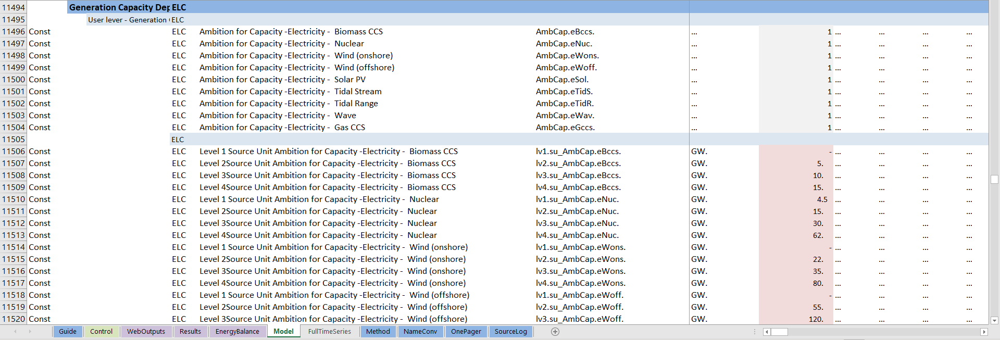 11494 Generation Capacity Dep ELC
11495 User lever - Generation ELC
11496 Const ELC Ambition for Capacity -Electricity - Biomass CCS AmbCap.eBccs. ... 1 ... ... ... ...
11497 Const ELC Ambition for Capacity -Electricity - Nuclear AmbCap.eNuc. ... 1 ... ... ... ...
11498 Const ELC Ambition for Capacity -Electricity - Wind (onshore) AmbCap.eWons. ... 1 ... ... ... ...
11499 Const ELC Ambition for Capacity -Electricity - Wind (offshore) AmbCap.eWoff. ... 1 ... ... ... ...
11500 Const ELC Ambition for Capacity -Electricity - Solar PV AmbCap.eSol. ... 1 ... ... ... ...
11501 Const ELC Ambition for Capacity -Electricity - Tidal Stream AmbCap.eTidS. ... 1 ... ... ... ...
11502 Const ELC Ambition for Capacity -Electricity - Tidal Range AmbCap.eTidR. ... 1 ... ... ... ...
11503 Const ELC Ambition for Capacity -Electricity - Wave AmbCap.eWav. ... 1 ... ... ... ...
11504 Const ELC Ambition for Capacity -Electricity - Gas CCS AmbCap.eGccs. ... 1 ... ... ... ...
11505 ELC
11506 Const ELC Level 1 Source Unit Ambition for Capacity -Electricity - Biomass CCS lv1.su_AmbCap.eBccs. GW. - ... ... ... ...
11507 Const ELC Level 2Source Unit Ambition for Capacity -Electricity - Biomass CCS lv2.su_AmbCap.eBccs. GW. 5. ... ... ... ...
11508 Const ELC Level 3Source Unit Ambition for Capacity -Electricity - Biomass CCS lv3.su_AmbCap.eBccs. GW. 10. ... ... ... ...
11509 Const ELC Level 4Source Unit Ambition for Capacity -Electricity - Biomass CCS lv4.su_AmbCap.eBccs. GW. 15. ... ... ... ...
11510 Const ELC Level 1 Source Unit Ambition for Capacity -Electricity - Nuclear lv1.su_AmbCap.eNuc. GW. 4.5 ... ... ... ...
11511 Const ELC Level 2Source Unit Ambition for Capacity -Electricity - Nuclear lv2.su_AmbCap.eNuc. GW. 15. ... ... ... ...
11512 Const ELC Level 3Source Unit Ambition for Capacity -Electricity - Nuclear lv3.su_AmbCap.eNuc. GW. 30. ... ... ... ...
11513 Const ELC Level 4Source Unit Ambition for Capacity -Electricity - Nuclear lv4.su_AmbCap.eNuc. GW. 62. ... ... ... ...
11514 Const ELC Level 1 Source Unit Ambition for Capacity -Electricity - Wind (onshore) lv1.su_AmbCap.eWons. GW. - ... ... ... ...
11515 Const ELC Level 2Source Unit Ambition for Capacity -Electricity - Wind (onshore) lv2.su_AmbCap.eWons. GW. 22. ... ... ... ...
11516 Const ELC Level 3Source Unit Ambition for Capacity -Electricity - Wind (onshore) lv3.su_AmbCap.eWons. GW. 35. ... ... ... ...
11517 Const ELC Level 4Source Unit Ambition for Capacity -Electricity - Wind (onshore) lv4.su_AmbCap.eWons. GW. 80. ... ... ... ...
11518 Const ELC Level 1 Source Unit Ambition for Capacity -Electricity - Wind (offshore) lv1.su_AmbCap.eWoff. GW. - ... ... ... ...
11519 Const ELC Level 2Source Unit Ambition for Capacity -Electricity - Wind (offshore) lv2.su_AmbCap.eWoff. GW. 55. ... ... ... ...
11520 Const ELC Level 3Source Unit Ambition for Capacity -Electricity - Wind (offshore) lv3.su_AmbCap.eWoff. GW. 120. ... ... ... ...
Guide Control WebOutputs Results EnergyBalance Model FullTimeSeries Method NameConv OnePager SourceLog